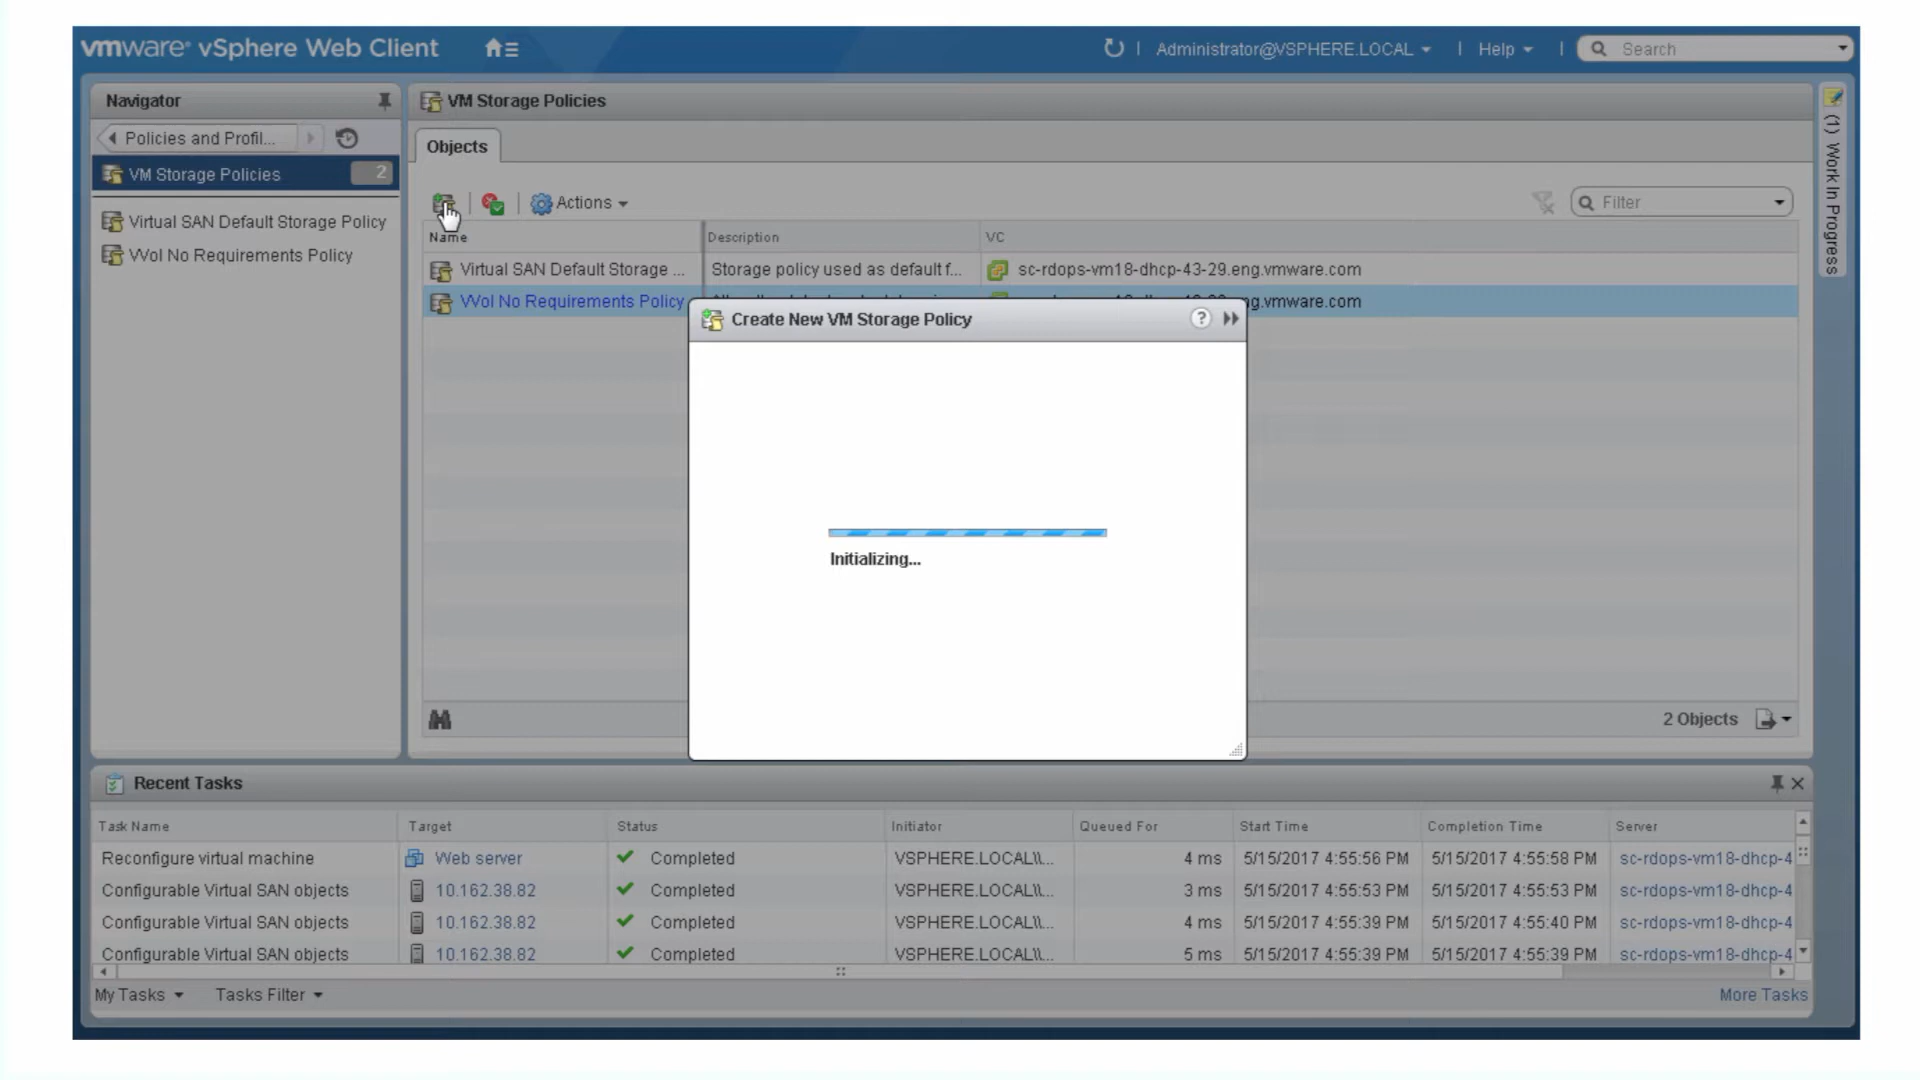 vmware vSphere Web Client
Administrator@VSPHERE.LOCAL
Help
Search
Navigator
Policies and Profil...
VM Storage Policies 2
Virtual SAN Default Storage Policy
VVol No Requirements Policy
VM Storage Policies
Objects
Actions
Filter
Name Description VC
Virtual SAN Default Storage ... Storage policy used as default f... sc-rdops-vm18-dhcp-43-29.eng.vmware.com
VVol No Requirements Policy ng.vmware.com
Create New VM Storage Policy
?
Initializing...
2 Objects
(1) Work In Progress
Recent Tasks
Task Name Target Status Initiator Queued For Start Time Completion Time Server
Reconfigure virtual machine Web server Completed VSPHERE.LOCAL\\... 4 ms 5/15/2017 4:55:56 PM 5/15/2017 4:55:58 PM sc-rdops-vm18-dhcp-4
Configurable Virtual SAN objects 10.162.38.82 Completed VSPHERE.LOCAL\\... 3 ms 5/15/2017 4:55:53 PM 5/15/2017 4:55:53 PM sc-rdops-vm18-dhcp-4
Configurable Virtual SAN objects 10.162.38.82 Completed VSPHERE.LOCAL\\... 4 ms 5/15/2017 4:55:39 PM 5/15/2017 4:55:40 PM sc-rdops-vm18-dhcp-4
Configurable Virtual SAN objects 10.162.38.82 Completed VSPHERE.LOCAL\\... 5 ms 5/15/2017 4:55:39 PM 5/15/2017 4:55:39 PM sc-rdops-vm18-dhcp-4
My Tasks Tasks Filter More Tasks